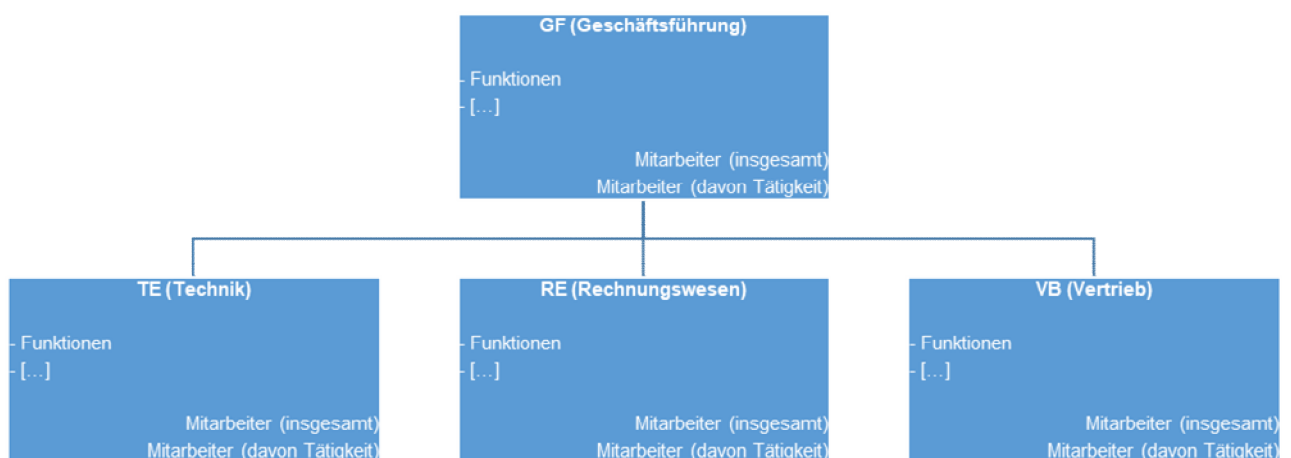 GF (Geschäftsführung)
- Funktionen
- [...]
Mitarbeiter (insgesamt)
Mitarbeiter (davon Tätigkeit)
TE (Technik)
- Funktionen
- [...]
Mitarbeiter (insgesamt)
Mitarbeiter (davon Tätigkeit)
RE (Rechnungswesen)
- Funktionen
- [...]
Mitarbeiter (insgesamt)
Mitarbeiter (davon Tätigkeit)
VB (Vertrieb)
- Funktionen
- [...]
Mitarbeiter (insgesamt)
Mitarbeiter (davon Tätigkeit)